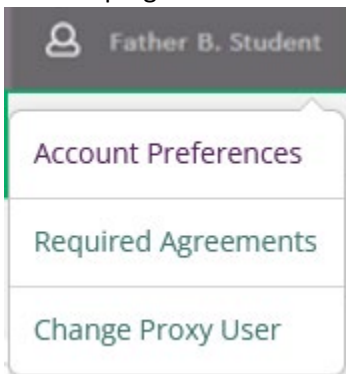 Father B. Student
Account Preferences
Required Agreements
Change Proxy User